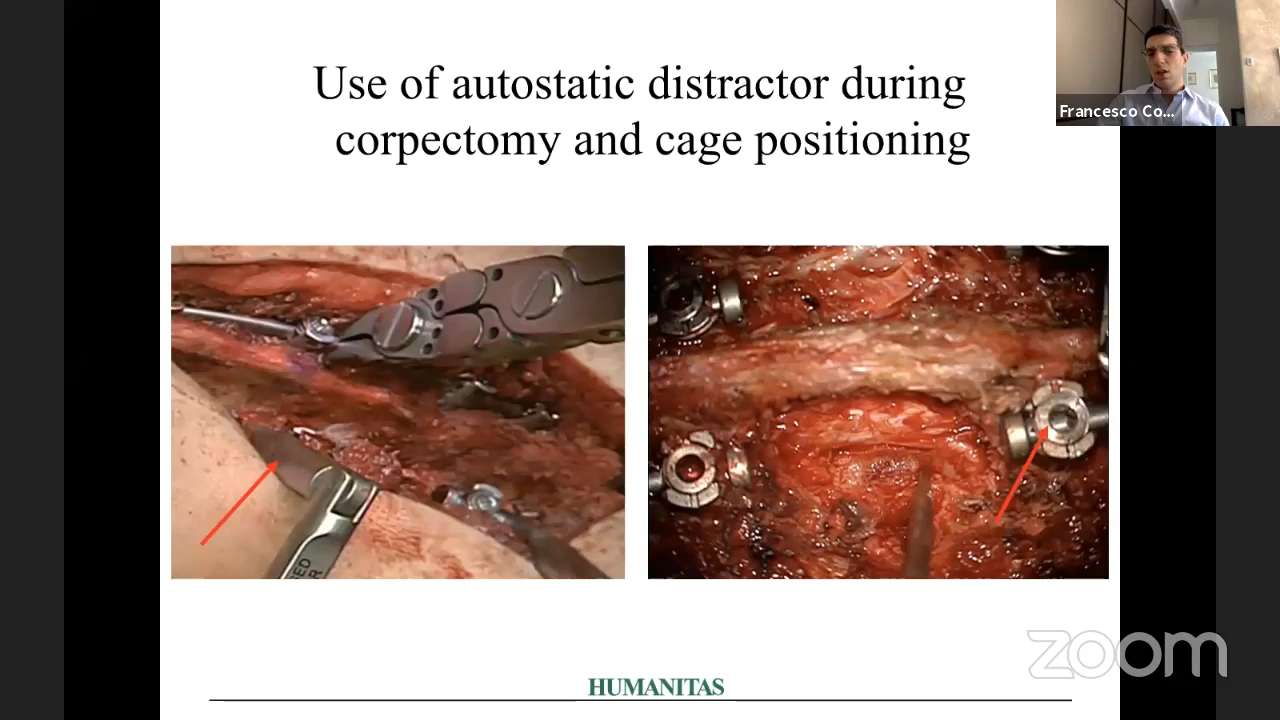 Use of autostatic distractor during
corpectomy and cage positioning
Francesco Co...
zoom
HUMANITAS